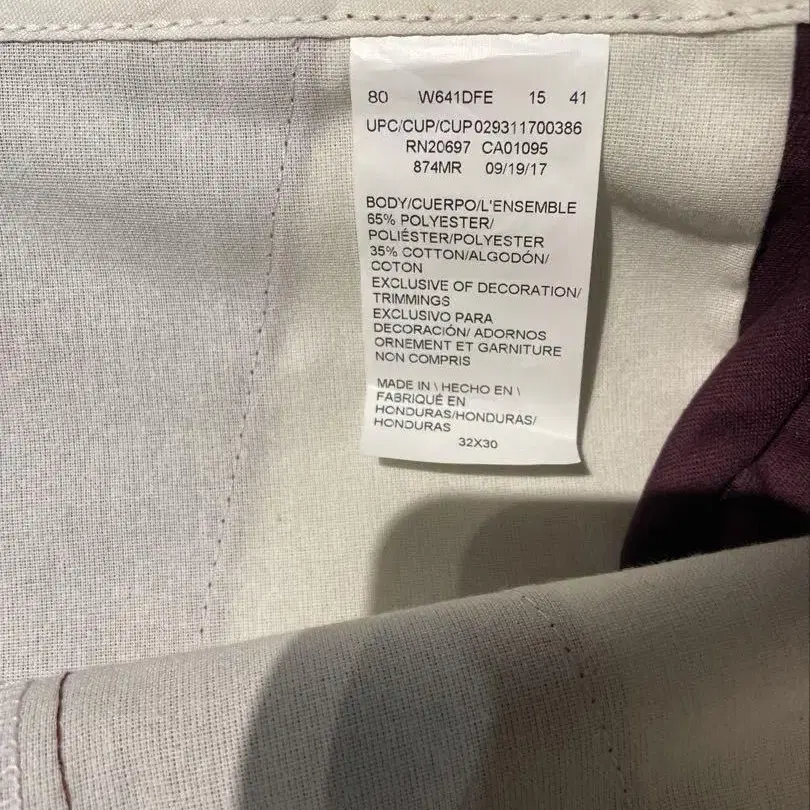 80 W641DFE 15 41
UPC/CUP/CUP029311700386
RN20697 CA01095
874MR 09/19/17
BODY/CUERPO/L'ENSEMBLE
65% POLYESTER/
POLIÉSTER/POLYESTER
35% COTTON/ALGODÓN/
COTON
EXCLUSIVE OF DECORATION/
TRIMMINGS
EXCLUSIVO PARA
DECORACIÓN/ ADORNOS
ORNEMENT ET GARNITURE
NON COMPRIS
MADE IN \ HECHO EN \
FABRIQUÉ EN
HONDURAS/HONDURAS/
HONDURAS
32X30